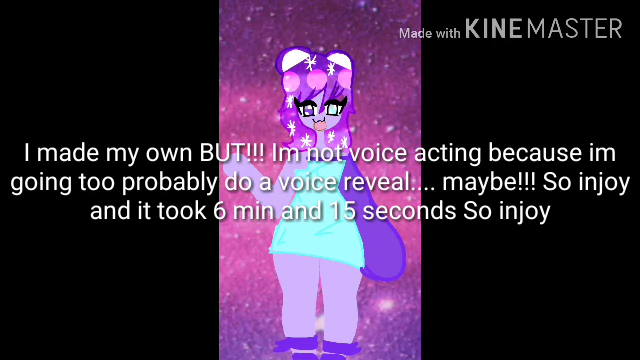 Made with KINEMASTER
I made my own BUT!!! Im not voice acting because im
going too probably do a voice reveal.... maybe!!! So injoy
and it took 6 min and 15 seconds So injoy